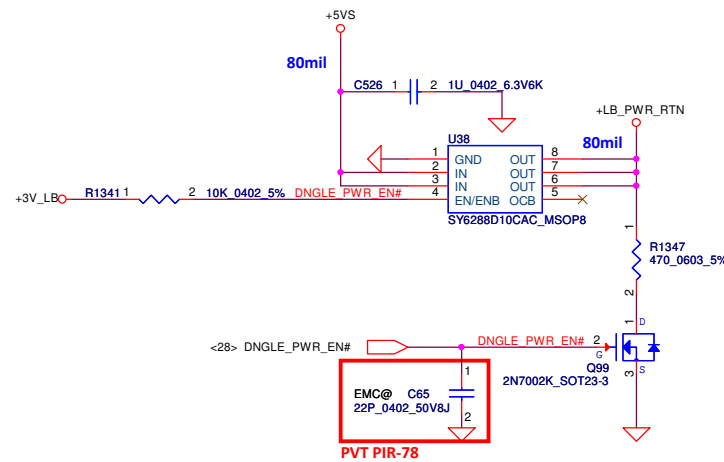 +5VS
80mil
C526 1 2 1U_0402_6.3V6K
+LB_PWR_RTN
80mil
U38
1 GND OUT 8
2 IN OUT 7
3 IN OUT 6
4 EN/ENB OCB 5
SY6288D10CAC_MSOP8
+3V_LB R1341 1 2 10K_0402_5% DNGLE_PWR_EN#
1
R1347
470_0603_5%
2
<28> DNGLE_PWR_EN# DNGLE_PWR_EN# 2 G
1 D
3 S
Q99
2N7002K_SOT23-3
1
EMC@ C65
22P_0402_50V8J
2
PVT PIR-78